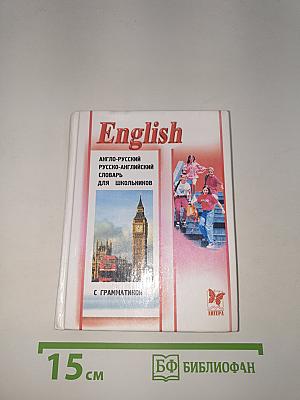 English
АНГЛО-РУССКИЙ
РУССКО-АНГЛИЙСКИЙ
СЛОВАРЬ
ДЛЯ ШКОЛЬНИКОВ
С ГРАММАТИКОЙ
ЛИТЕРА
15 см
БФ БИБЛИОФАН